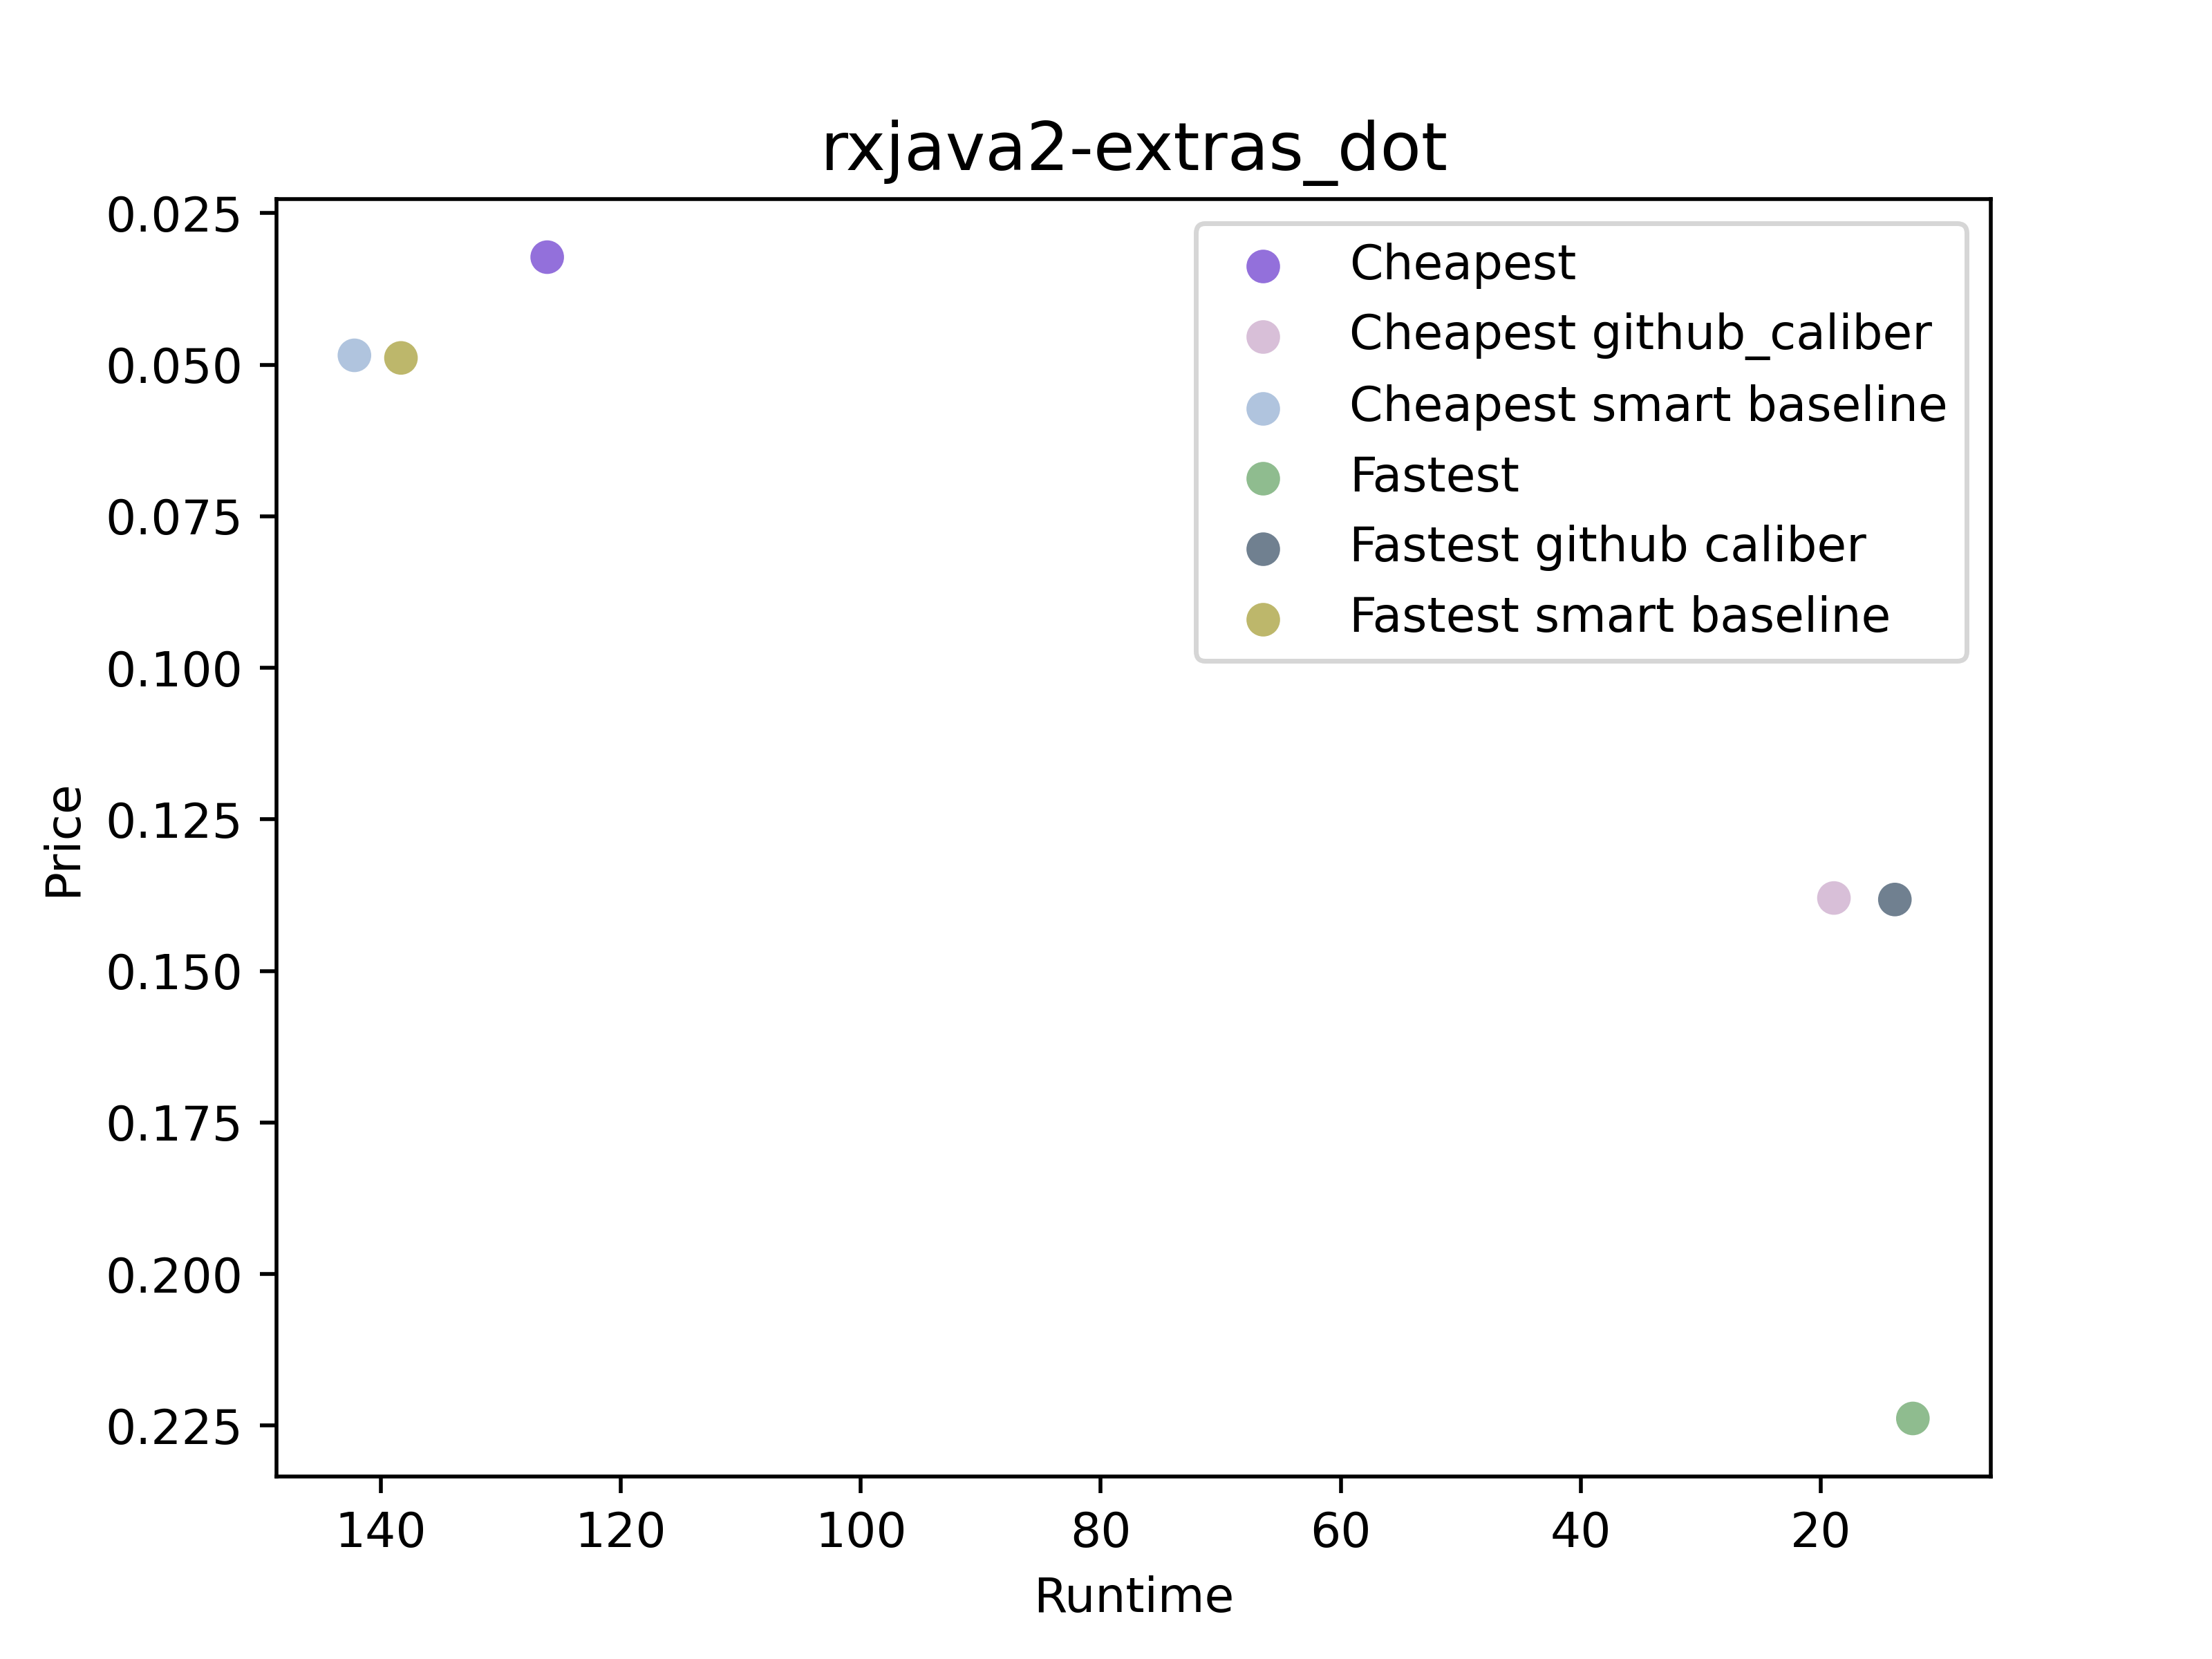 rxjava2-extras_dot
0.025
0.050
0.075
0.100
0.125
0.150
0.175
0.200
0.225
Price
Cheapest
Cheapest github_caliber
Cheapest smart baseline
Fastest
Fastest github caliber
Fastest smart baseline
140 120 100 80 60 40 20
Runtime